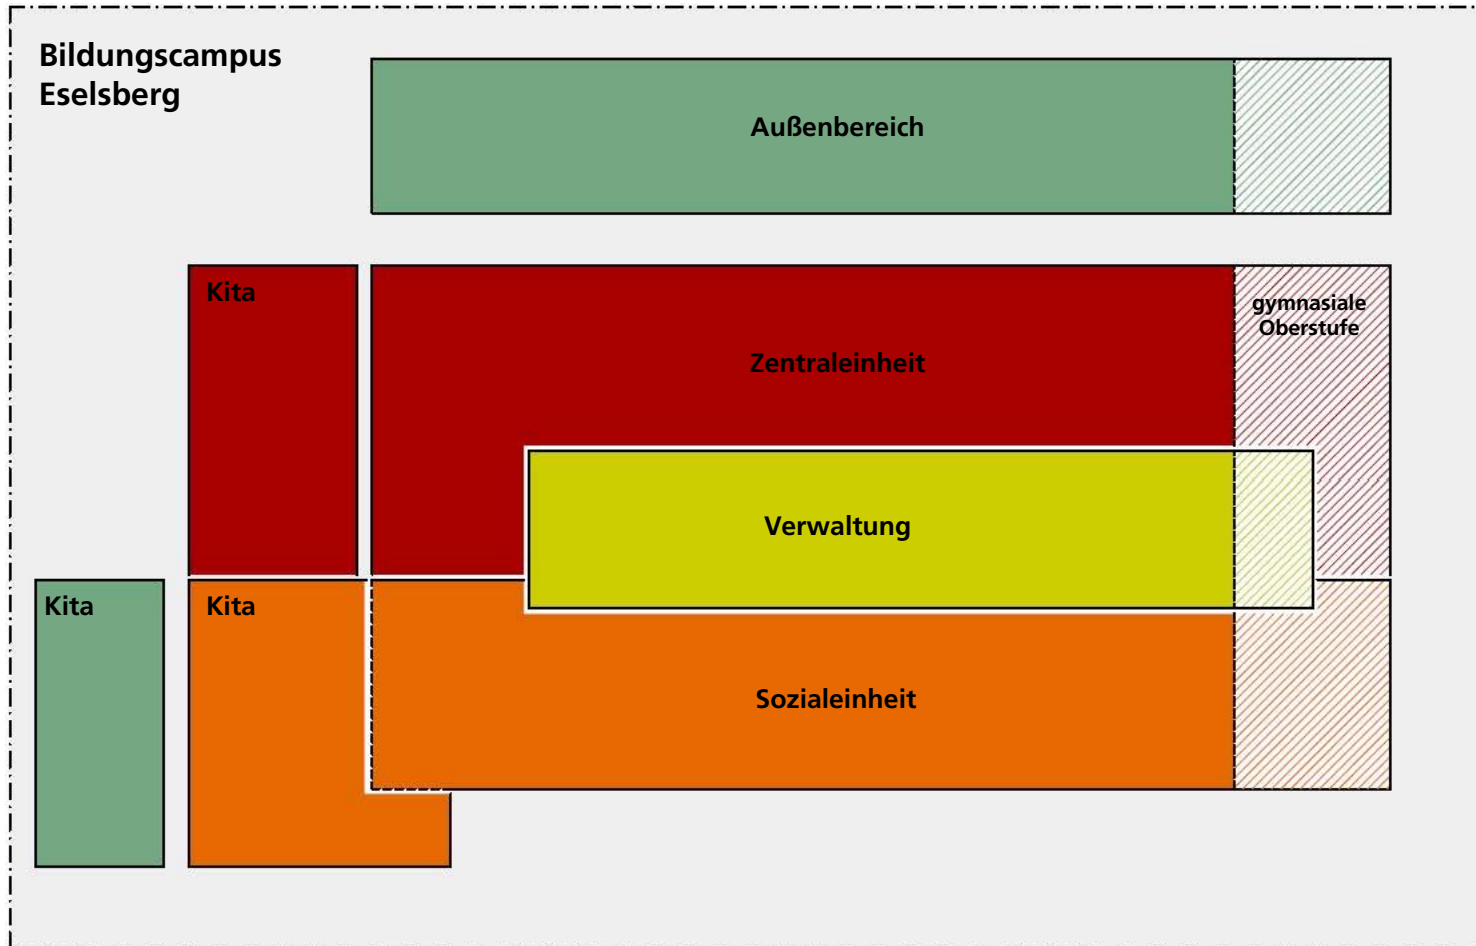 Bildungscampus
Eselsberg
Außenbereich
Kita
gymnasiale
Oberstufe
Zentraleinheit
Verwaltung
Kita
Kita
Sozialeinheit